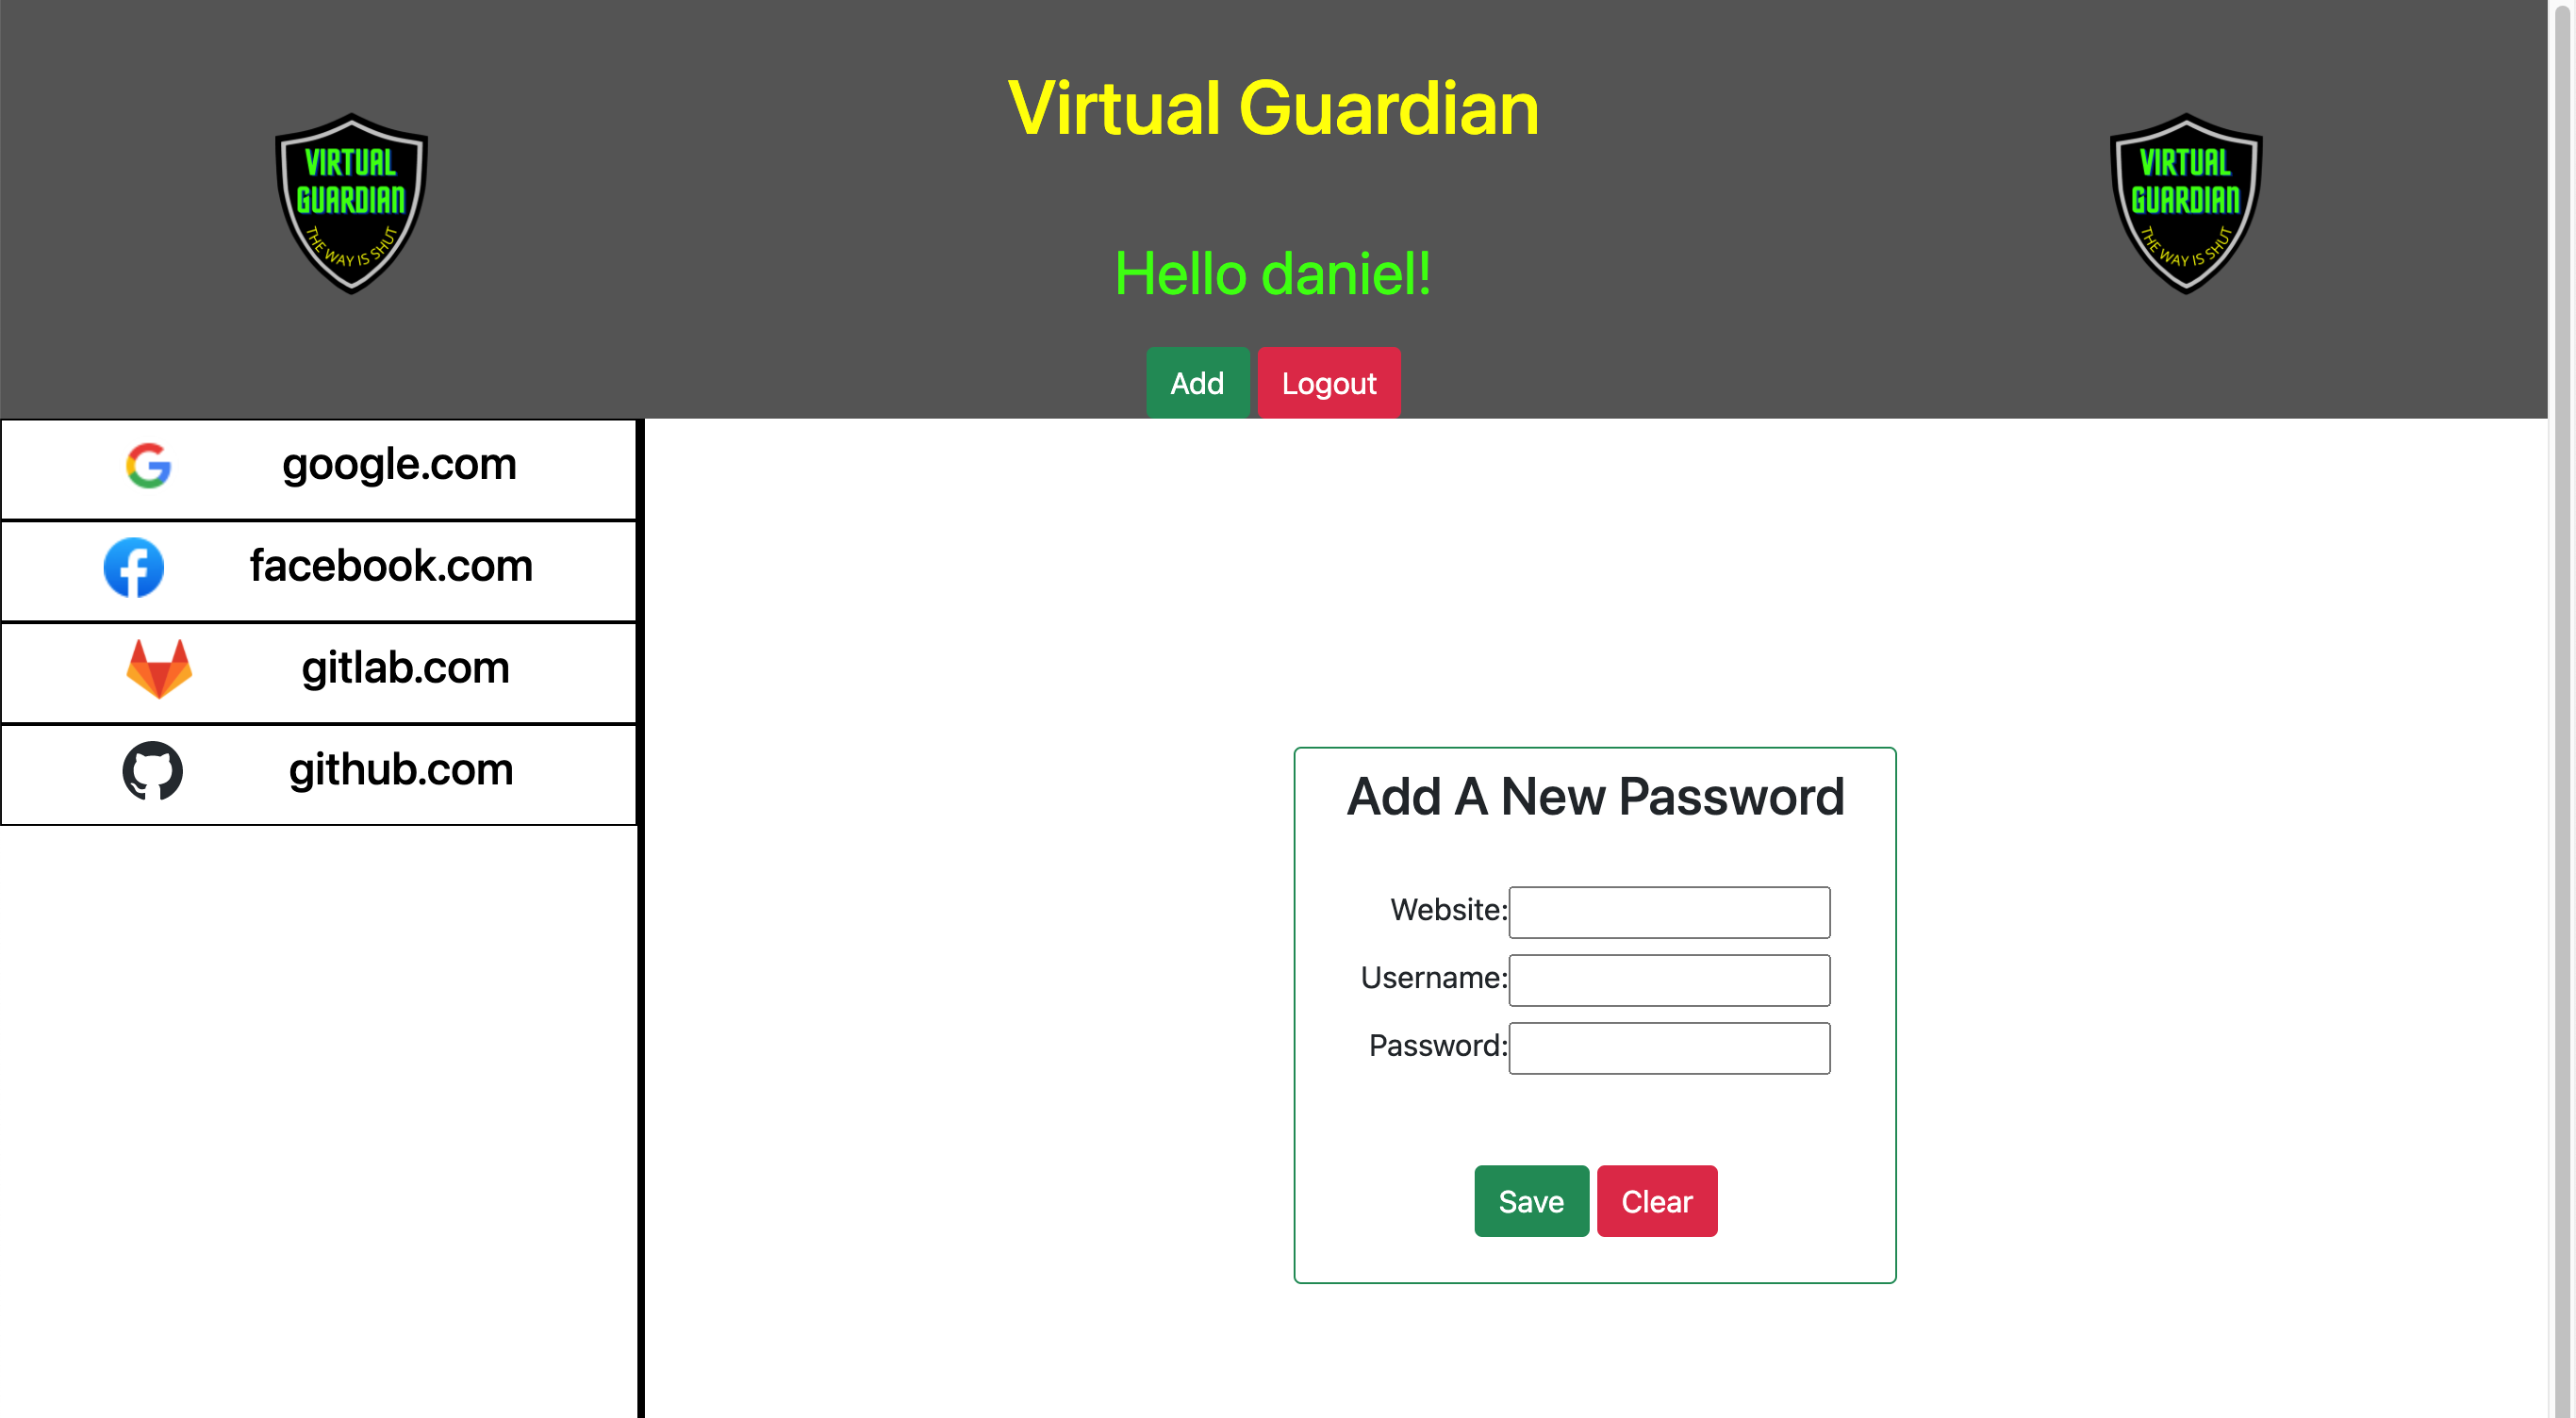 Virtual Guardian
VIRTUAL
GUARDIAN
THE WAY IS SHUT
VIRTUAL
GUARDIAN
THE WAY IS SHUT
Hello daniel!
Add Logout
google.com
facebook.com
gitlab.com
github.com
Add A New Password
Website:
Username:
Password:
Save Clear